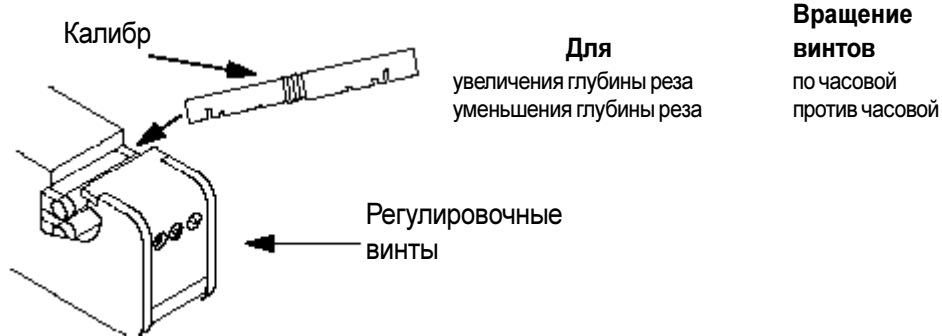 Калибр
Для
Вращение
винтов
увеличения глубины реза
по часовой
уменьшения глубины реза
против часовой
Регулировочные
винты